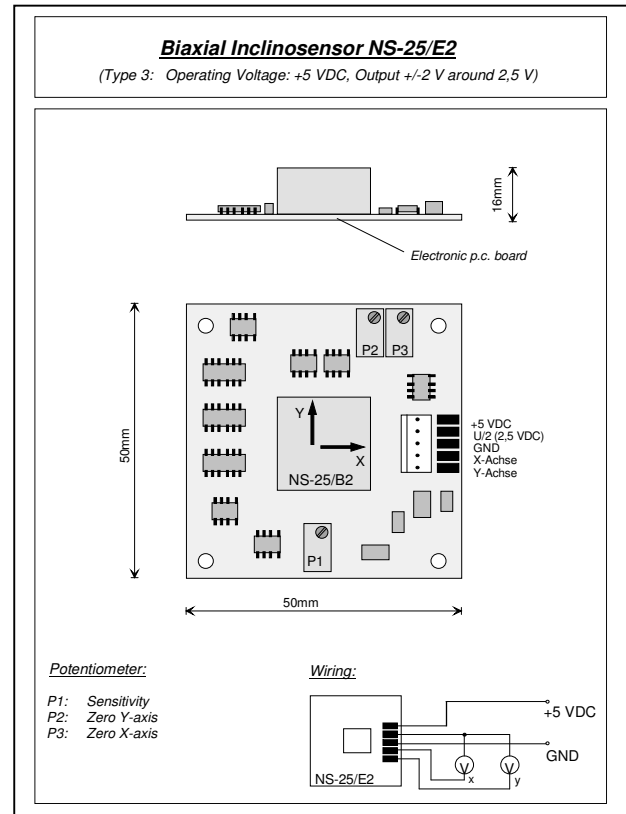 Biaxial Inclinosensor NS-25/E2
(Type 3: Operating Voltage: +5 VDC, Output +/-2 V around 2,5 V)
16mm
Electronic p.c. board
P2 P3
50mm
Y
X
NS-25/B2
+5 VDC
U/2 (2,5 VDC)
GND
X-Achse
Y-Achse
P1
50mm
Potentiometer:
P1: Sensitivity
P2: Zero Y-axis
P3: Zero X-axis
Wiring:
+5 VDC
GND
V x V y
NS-25/E2